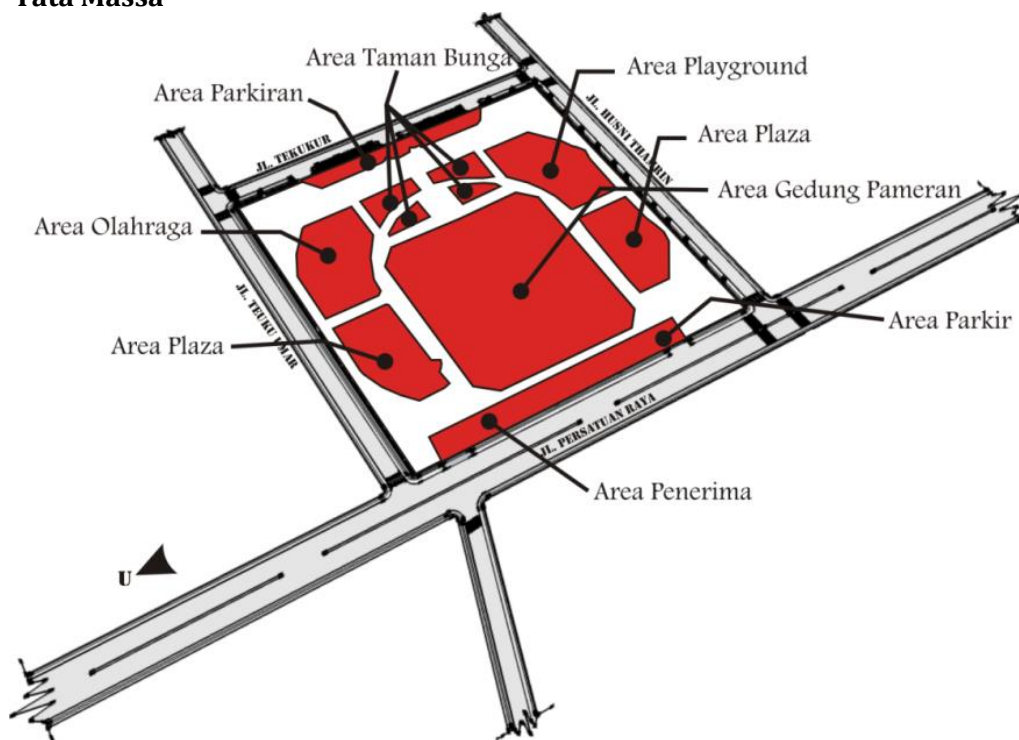 Tata Massa
Area Taman Bunga
Area Playground
Area Parkiran
JL. TEKUKUR
JL. HUSNI THAMRIN
Area Plaza
Area Gedung Pameran
Area Olahraga
JL. TEUKU UMAR
Area Parkir
Area Plaza
JL. PERSATUAN RAYA
Area Penerima
U